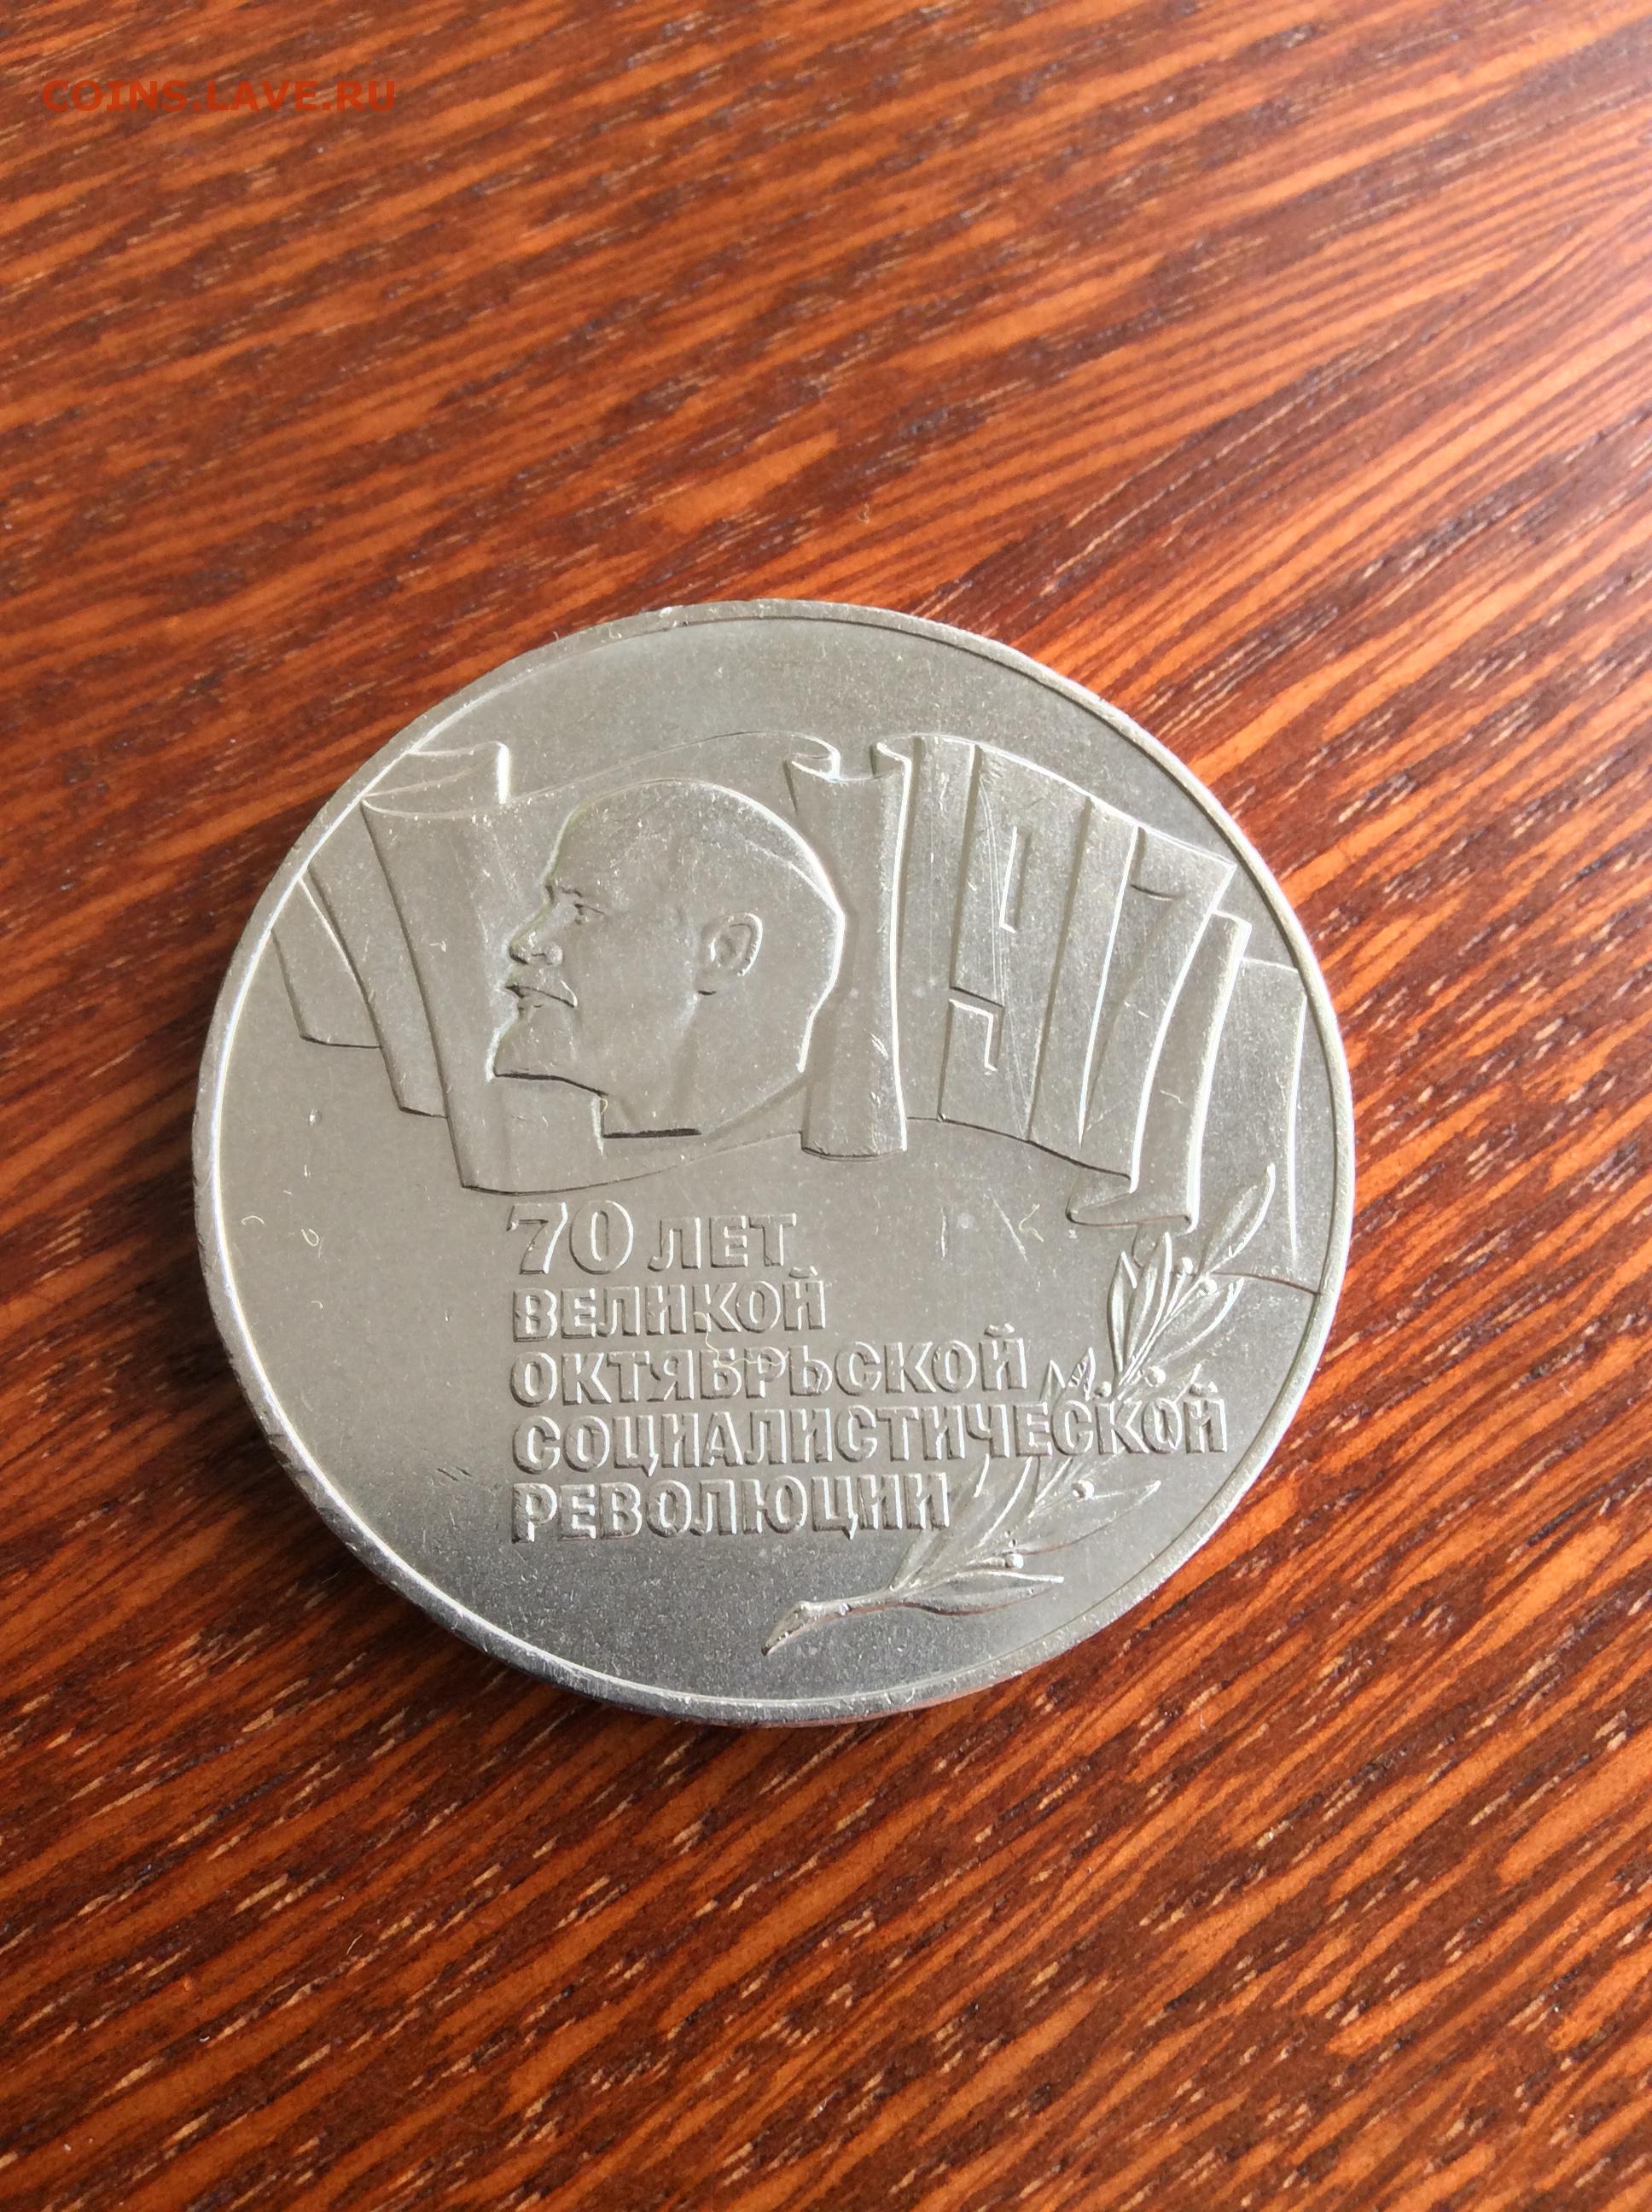 COINS.LAVE.RU
1917
70 ЛЕТ
ВЕЛИКОЙ
ОКТЯБРЬСКОЙ
СОЦИАЛИСТИЧЕСКОЙ
РЕВОЛЮЦИИ